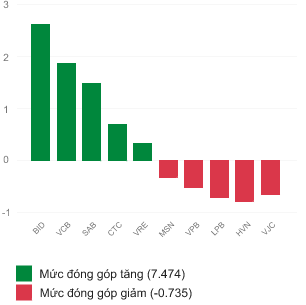 3
2
1
0
-1
BID VCB SAB CTC VRE MSN VPB LPB HVN VJC
Mức đóng góp tăng (7.474)
Mức đóng góp giảm (-0.735)